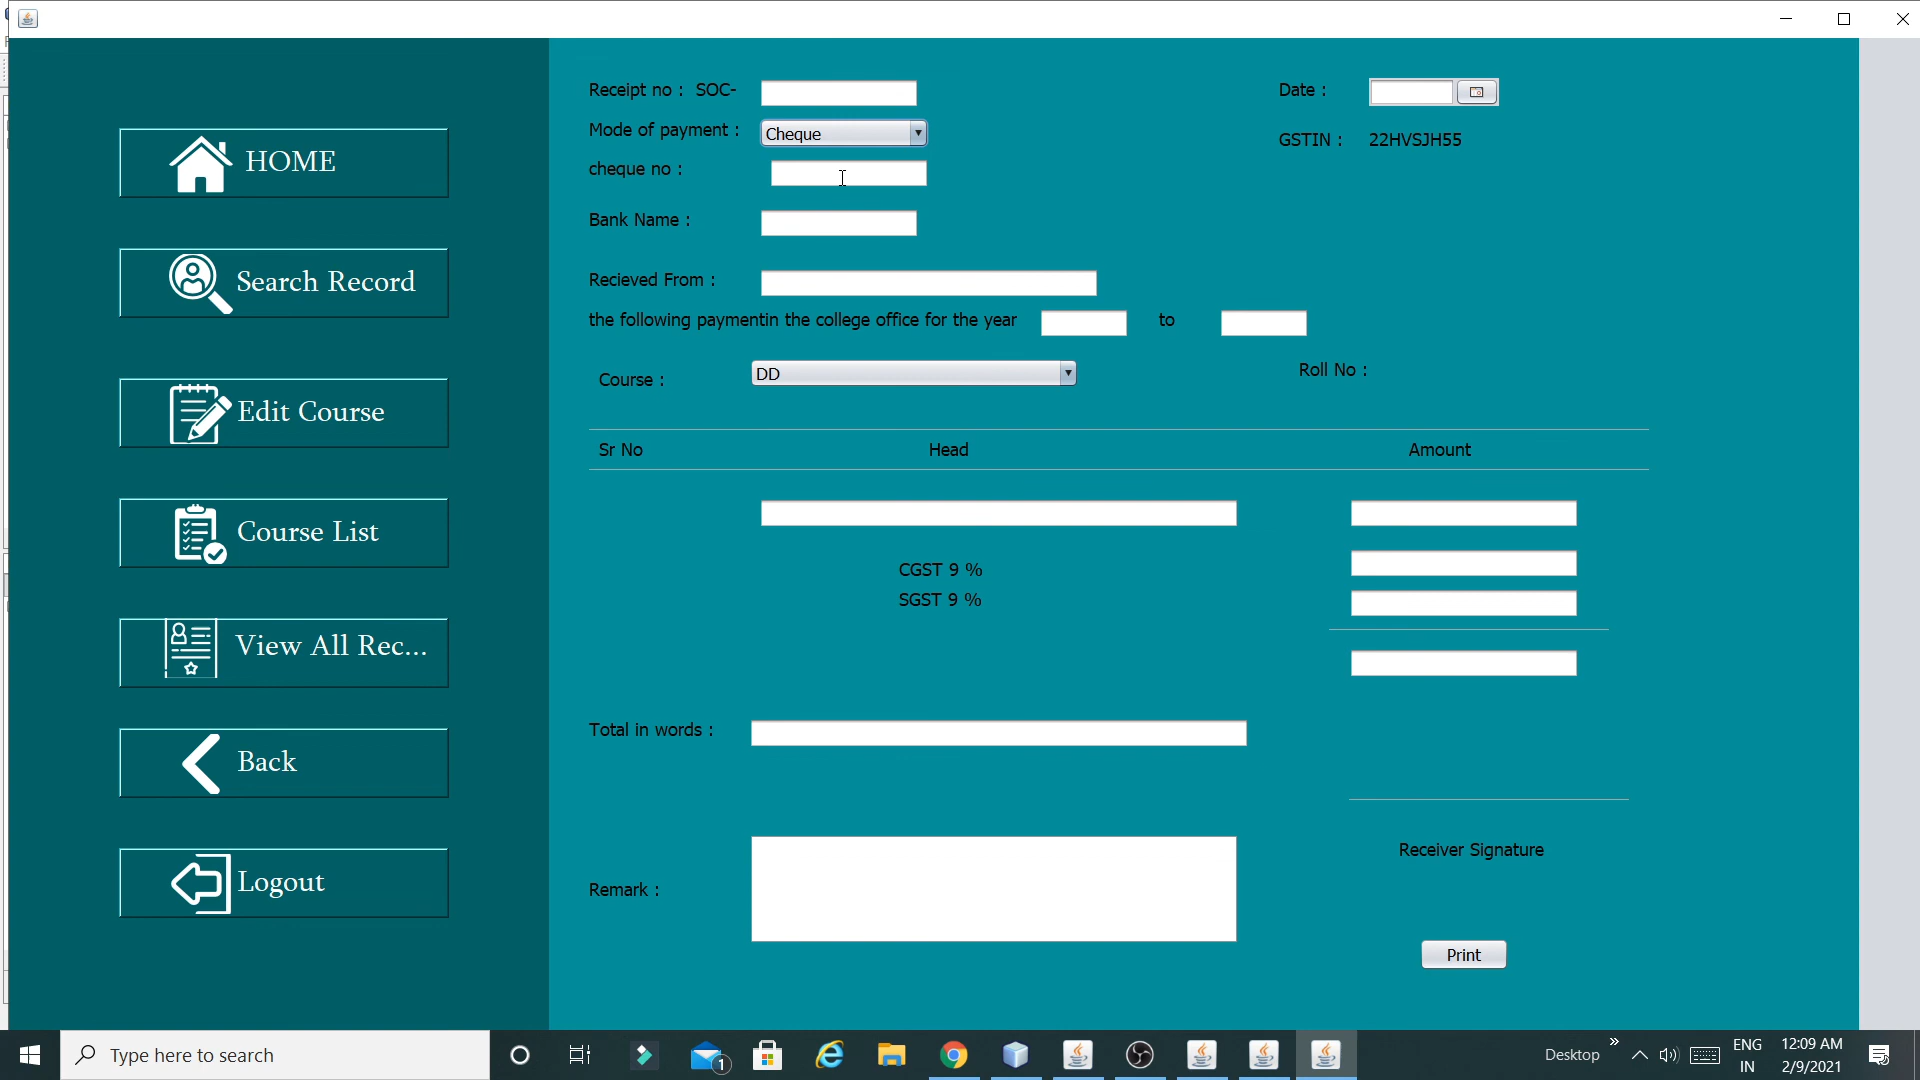 HOME
Search Record
Edit Course
Course List
View All Rec...
Back
Logout
Receipt no : SOC-
Date :
Mode of payment : Cheque
GSTIN : 22HVSJH55
cheque no :
Bank Name :
Recieved From :
the following paymentin the college office for the year to
Course : DD
Roll No :
Sr No Head Amount
CGST 9 %
SGST 9 %
Total in words :
Receiver Signature
Remark :
Print
Type here to search
1
Desktop
ENG
IN
12:09 AM
2/9/2021